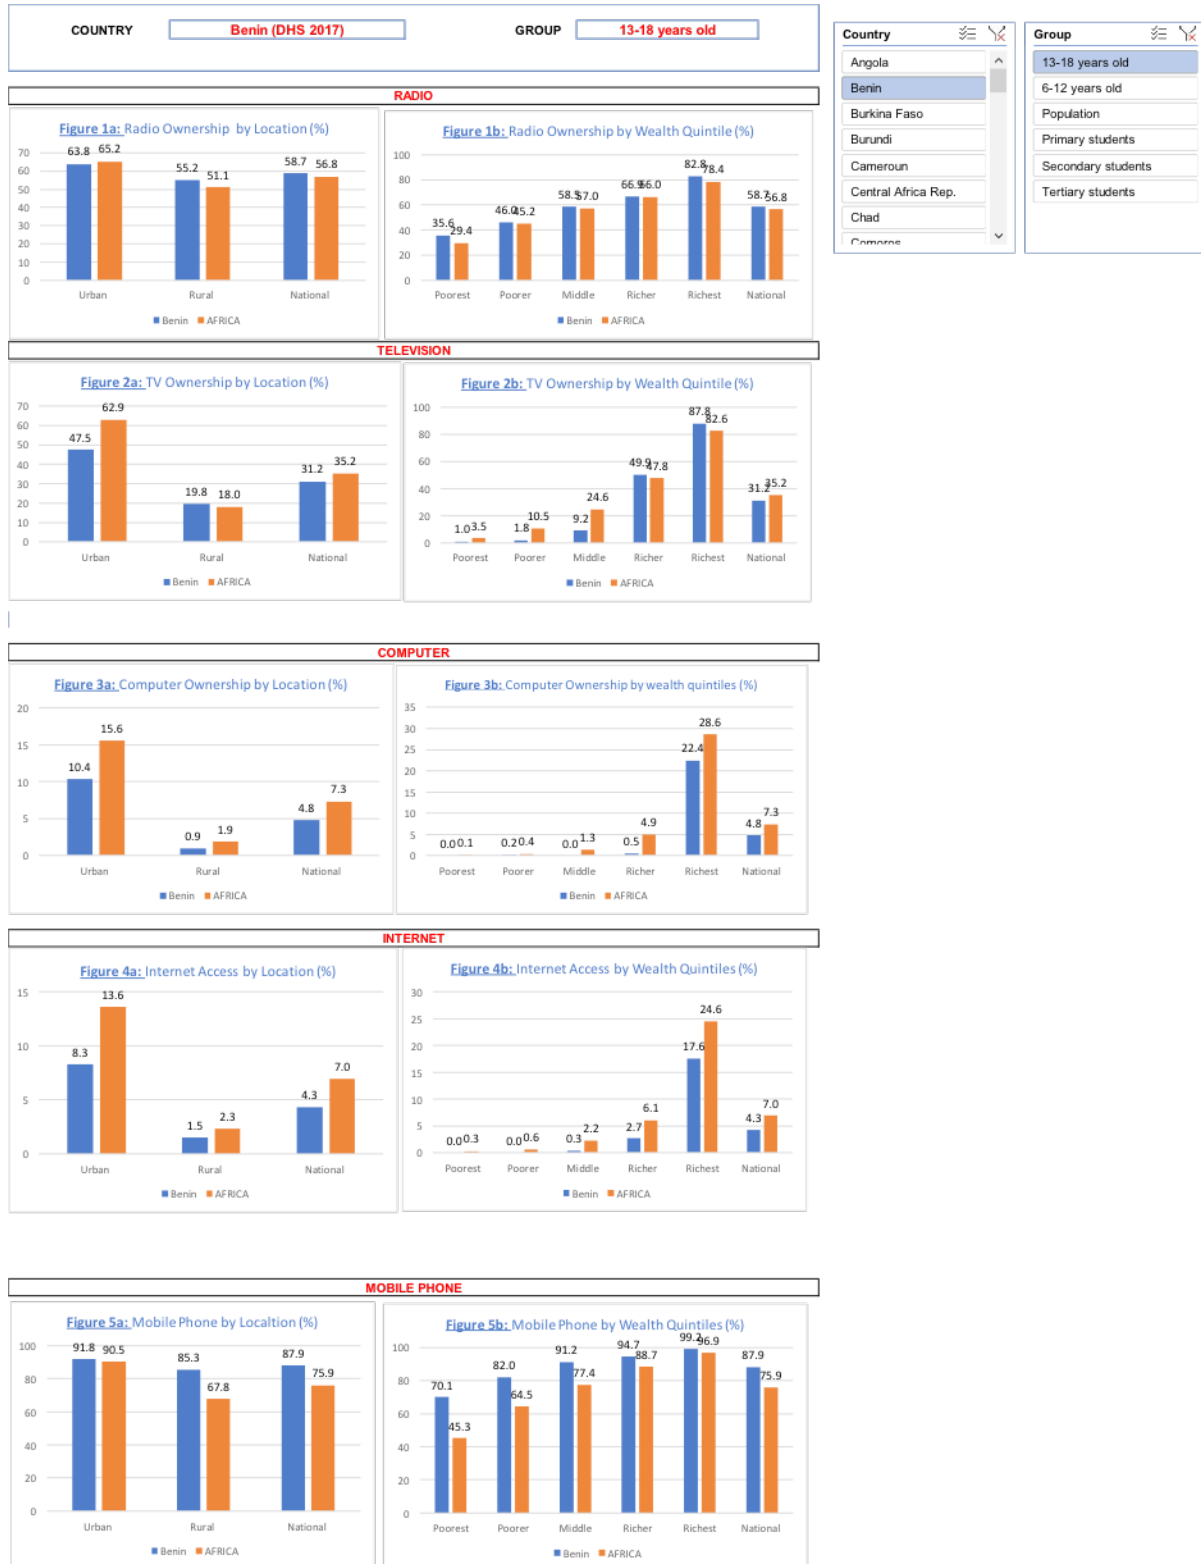 COUNTRY Benin (DHS 2017) GROUP 13-18 years old
Country
Angola
Benin
Burkina Faso
Burundi
Cameroun
Central Africa Rep.
Chad
Comoros
Group
13-18 years old
6-12 years old
Population
Primary students
Secondary students
Tertiary students
RADIO
Figure 1a: Radio Ownership by Location (%)
70
60
50
40
30
20
10
0
63.8 65.2
55.2 51.1
58.7 56.8
Urban Rural National
Benin AFRICA
Figure 1b: Radio Ownership by Wealth Quintile (%)
100
80
60
40
20
0
35.6 29.4
46.0 45.2
58.5 57.0
66.9 66.0
82.8 78.4
58.7 56.8
Poorest Poorer Middle Richer Richest National
Benin AFRICA
TELEVISION
Figure 2a: TV Ownership by Location (%)
70
60
50
40
30
20
10
0
47.5 62.9
19.8 18.0
31.2 35.2
Urban Rural National
Benin AFRICA
Figure 2b: TV Ownership by Wealth Quintile (%)
100
80
60
40
20
0
1.0 3.5
1.8 10.5
9.2 24.6
49.9 47.8
87.8 82.6
31.2 35.2
Poorest Poorer Middle Richer Richest National
Benin AFRICA
COMPUTER
Figure 3a: Computer Ownership by Location (%)
20
15
10
5
0
10.4 15.6
0.9 1.9
4.8 7.3
Urban Rural National
Benin AFRICA
Figure 3b: Computer Ownership by wealth quintiles (%)
35
30
25
20
15
10
5
0
0.0 0.1
0.2 0.4
0.0 1.3
0.5 4.9
22.4 28.6
4.8 7.3
Poorest Poorer Middle Richer Richest National
Benin AFRICA
INTERNET
Figure 4a: Internet Access by Location (%)
15
10
5
0
8.3 13.6
1.5 2.3
4.3 7.0
Urban Rural National
Benin AFRICA
Figure 4b: Internet Access by Wealth Quintiles (%)
30
25
20
15
10
5
0
0.0 0.3
0.0 0.6
0.3 2.2
2.7 6.1
17.6 24.6
4.3 7.0
Poorest Poorer Middle Richer Richest National
Benin AFRICA
MOBILE PHONE
Figure 5a: Mobile Phone by Localtion (%)
100
80
60
40
20
0
91.8 90.5
85.3 67.8
87.9 75.9
Urban Rural National
Benin AFRICA
Figure 5b: Mobile Phone by Wealth Quintiles (%)
100
80
60
40
20
0
70.1 45.3
82.0 64.5
91.2 77.4
94.7 88.7
99.2 96.9
87.9 75.9
Poorest Poorer Middle Richer Richest National
Benin AFRICA